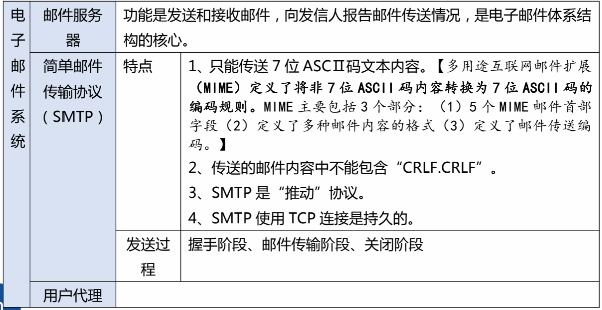 电子邮件系统
邮件服务器
功能是发送和接收邮件，向发信人报告邮件传送情况，是电子邮件体系结
构的核心。
简单邮件传输协议（SMTP）
特点
1、只能传送 7 位 ASCⅡ码文本内容。【多用途互联网邮件扩展
（MIME）定义了将非 7 位 ASCII 码内容转换为 7 位 ASCII 码的
编码规则。MIME 主要包括 3 个部分：（1）5 个 MIME 邮件首部
字段（2）定义了多种邮件内容的格式（3）定义了邮件传送编
码。】
2、传送的邮件内容中不能包含“CRLF.CRLF”。
3、SMTP 是“推动”协议。
4、SMTP 使用 TCP 连接是持久的。
发送过程
握手阶段、邮件传输阶段、关闭阶段
用户代理